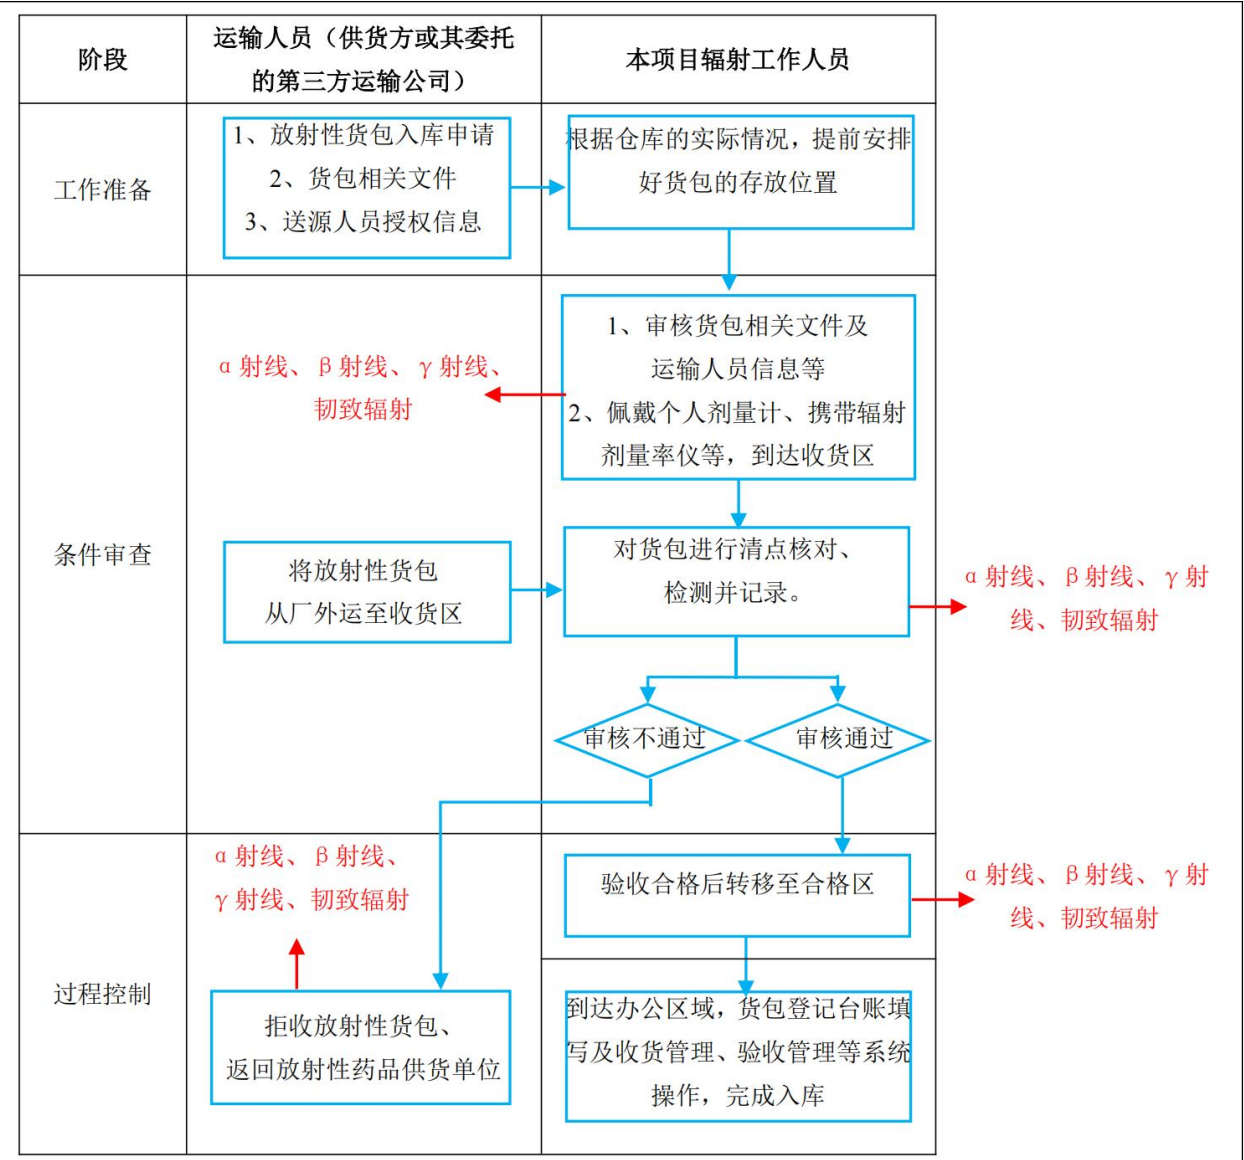 阶段
运输人员（供货方或其委托
的第三方运输公司）
本项目辐射工作人员
工作准备
1、放射性货包入库申请
2、货包相关文件
3、送源人员授权信息
根据仓库的实际情况，提前安排
好货包的存放位置
条件审查
α射线、β射线、γ射线、
韧致辐射
1、审核货包相关文件及
运输人员信息等
2、佩戴个人剂量计、携带辐射
剂量率仪等，到达收货区
将放射性货包
从厂外运至收货区
对货包进行清点核对、
检测并记录。
α射线、β射线、γ射
线、韧致辐射
审核不通过
审核通过
过程控制
α射线、β射线、
γ射线、韧致辐射
验收合格后转移至合格区
α射线、β射线、γ射
线、韧致辐射
拒收放射性货包、
返回放射性药品供货单位
到达办公区域，货包登记台账填
写及收货管理、验收管理等系统
操作，完成入库